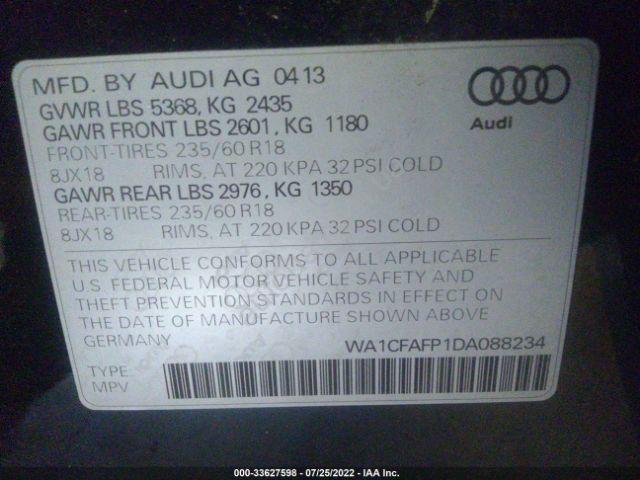 MFD. BY AUDI AG 0413
GVWR LBS 5368, KG 2435
GAWR FRONT LBS 2601, KG 1180
FRONT-TIRES 235/60 R18
8JX18 RIMS, AT 220 KPA 32 PSI COLD
GAWR REAR LBS 2976, KG 1350
REAR-TIRES 235/60 R18
8JX18 RIMS, AT 220 KPA 32 PSI COLD
Audi
THIS VEHICLE CONFORMS TO ALL APPLICABLE
U.S. FEDERAL MOTOR VEHICLE SAFETY AND
THEFT PREVENTION STANDARDS IN EFFECT ON
THE DATE OF MANUFACTURE SHOWN ABOVE
GERMANY WA1CFAFP1DA088234
TYPE
MPV
000-33627598 - 07/25/2022 - IAA Inc.